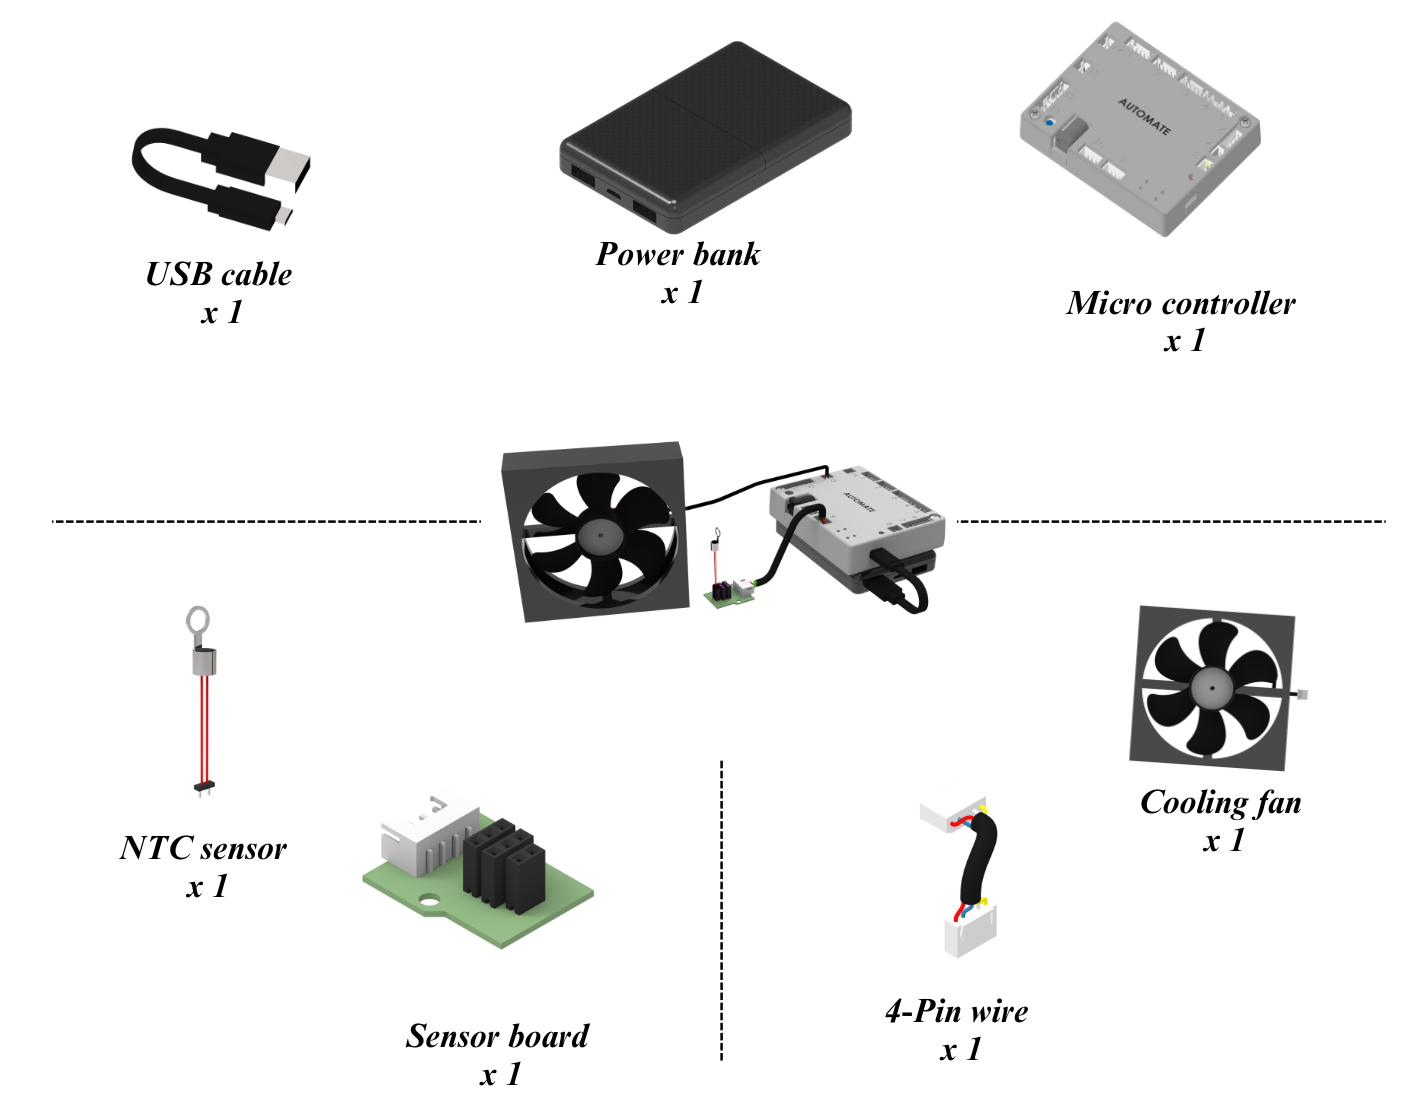 AUTOMATE
USB cable
x 1
Power bank
x 1
Micro controller
x 1
AUTOMATE
NTC sensor
x 1
Cooling fan
x 1
Sensor board
x 1
4-Pin wire
x 1